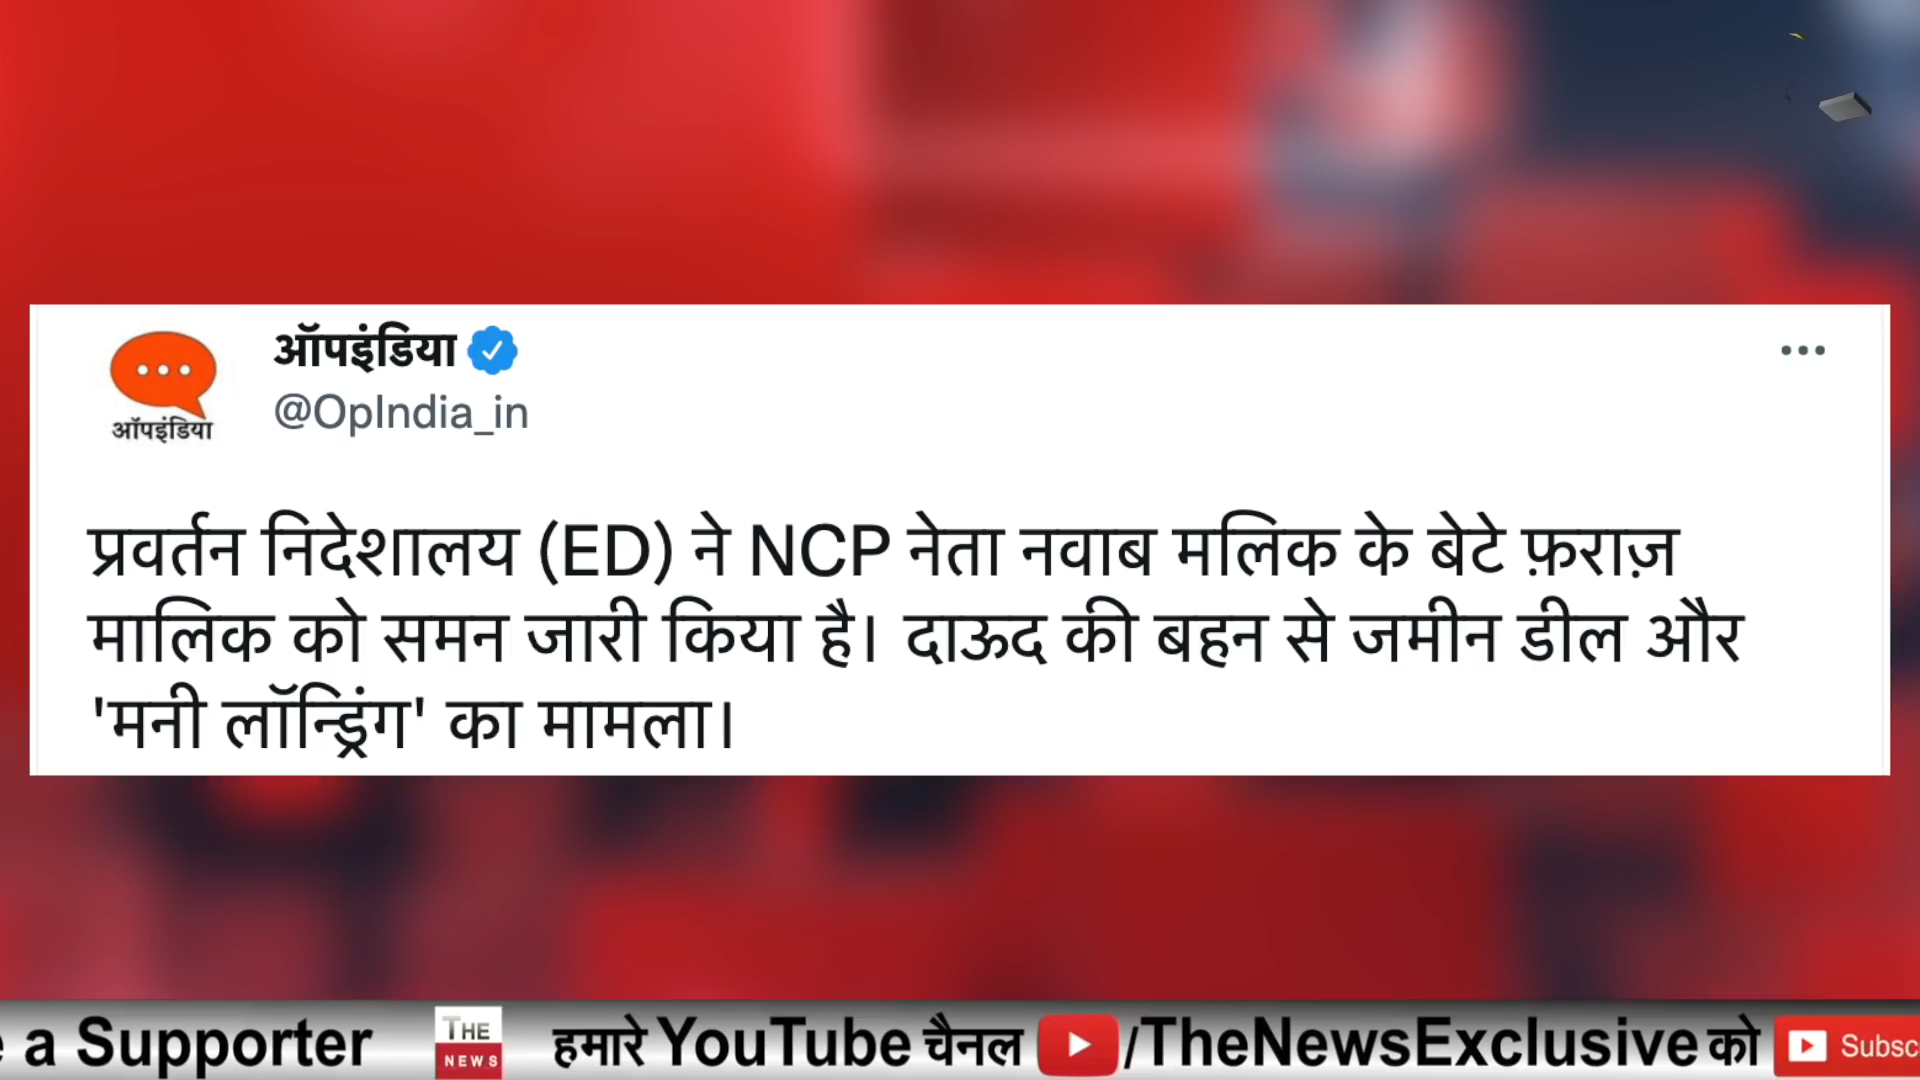 ऑपइंडिया
@OpIndia_in
ऑपइंडिया
प्रवर्तन निदेशालय (ED) ने NCP नेता नवाब मलिक के बेटे फ़राज़
मालिक को समन जारी किया है। दाऊद की बहन से जमीन डील और
'मनी लॉन्ड्रिंग' का मामला।
a Supporter THE NEWS हमारे YouTube चैनल /TheNewsExclusive को Subsc